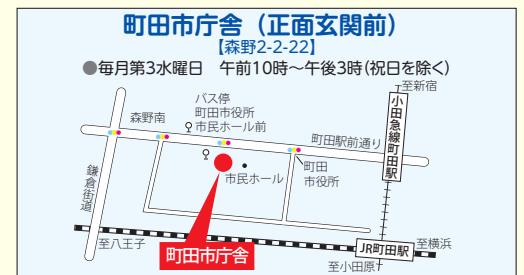 町田市庁舎（正面玄関前）
【森野2-2-22】
●毎月第3水曜日　午前10時～午後3時（祝日を除く）
至新宿
バス停
町田市役所
市民ホール前
森野南
小田急線町田駅
町田駅前通り
町田
市役所
市民ホール
鎌倉街道
町田市庁舎
至八王子
JR町田駅
至横浜
至小田原